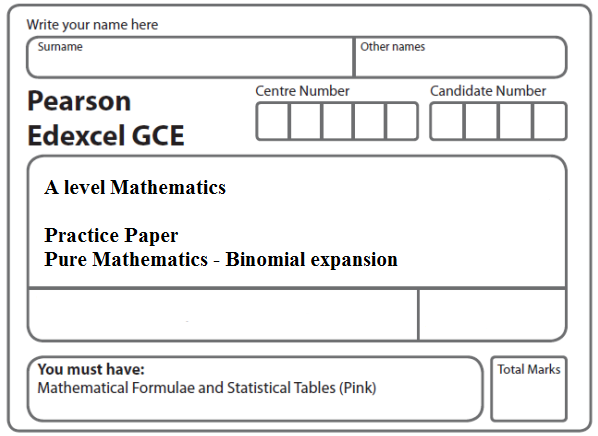 Write your name here
Surname
Other names
Pearson
Edexcel GCE
Centre Number
Candidate Number
A level Mathematics
Practice Paper
Pure Mathematics - Binomial expansion
You must have:
Mathematical Formulae and Statistical Tables (Pink)
Total Marks